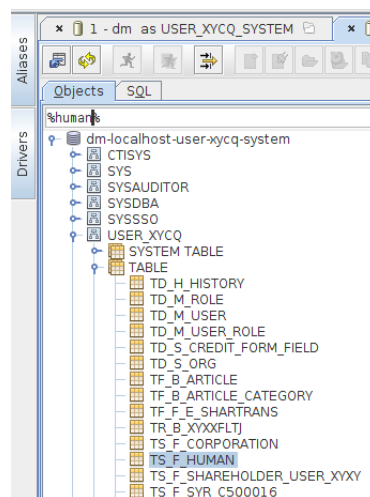 1 - dm as USER_XYCQ_SYSTEM
Aliases
Drivers
Objects
SQL
%human%
dm-localhost-user-xycq-system
CTISYS
SYS
SYSAUDITOR
SYSDBA
SYSSSO
USER_XYCQ
SYSTEM TABLE
TABLE
TD_H_HISTORY
TD_M_ROLE
TD_M_USER
TD_M_USER_ROLE
TD_S_CREDIT_FORM_FIELD
TD_S_ORG
TF_B_ARTICLE
TF_B_ARTICLE_CATEGORY
TF_F_E_SHARTRANS
TR_B_XYXXFLTJ
TS_F_CORPORATION
TS_F_HUMAN
TS_F_SHAREHOLDER_USER_XYXY
TS_F_SYR_C500016